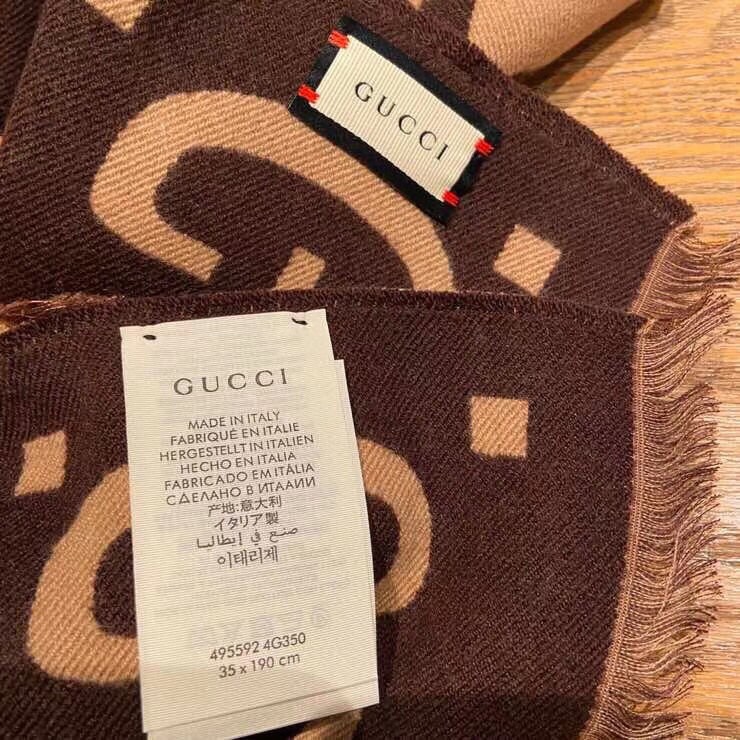 GUCCI
GUCCI
MADE IN ITALY
FABRIQUÉ EN ITALIE
HERGESTELLT IN ITALIEN
HECHO EN ITALIA
FABRICADO EM ITÁLIA
СДЕЛАНО В ИТАЛИИ
产地:意大利
イタリア製
صنع في إيطاليا
이태리제
495592 4G350
35 x 190 cm